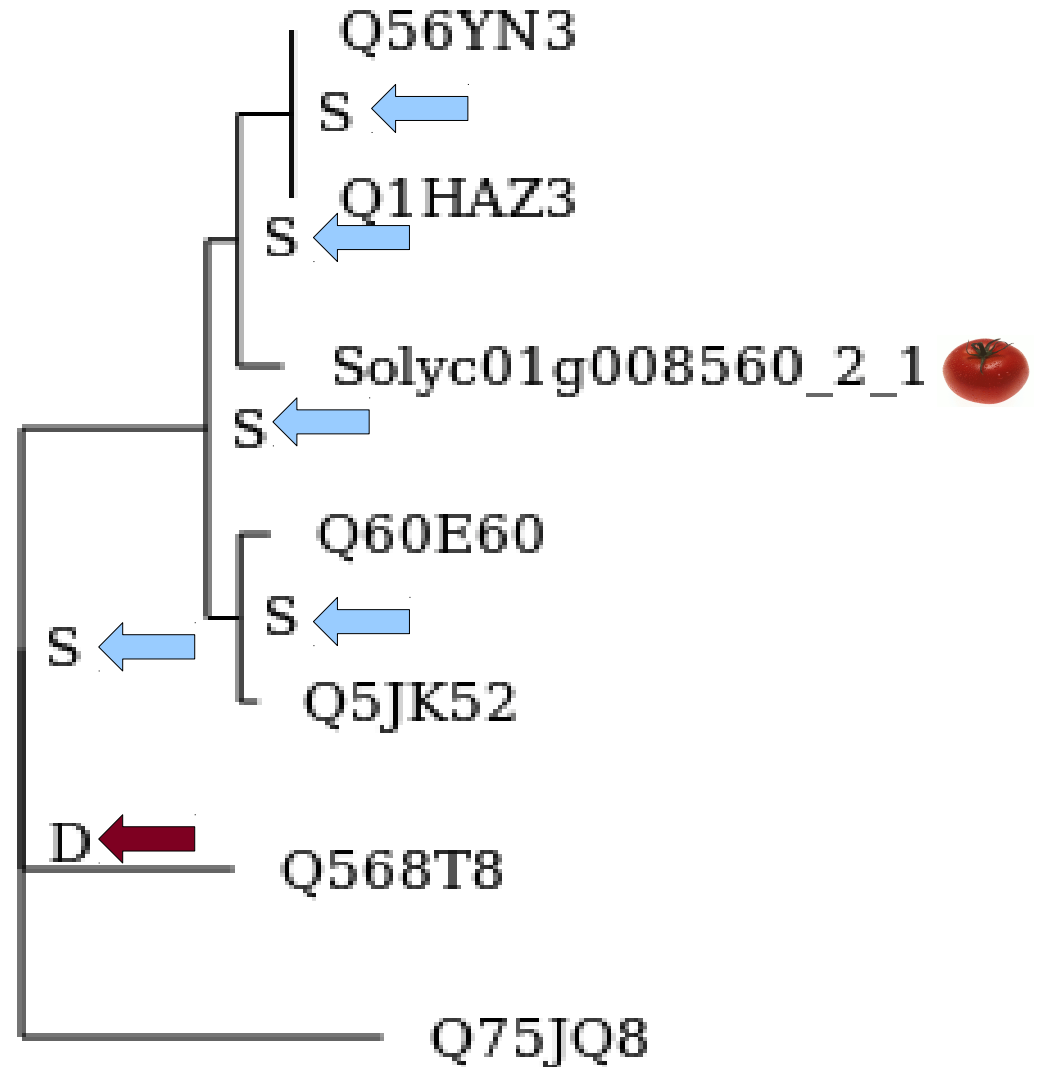 Q56YN3
S
Q1HAZ3
S
Solyc01g008560_2_1
S
Q60E60
S
S
Q5JK52
D
Q568T8
Q75JQ8